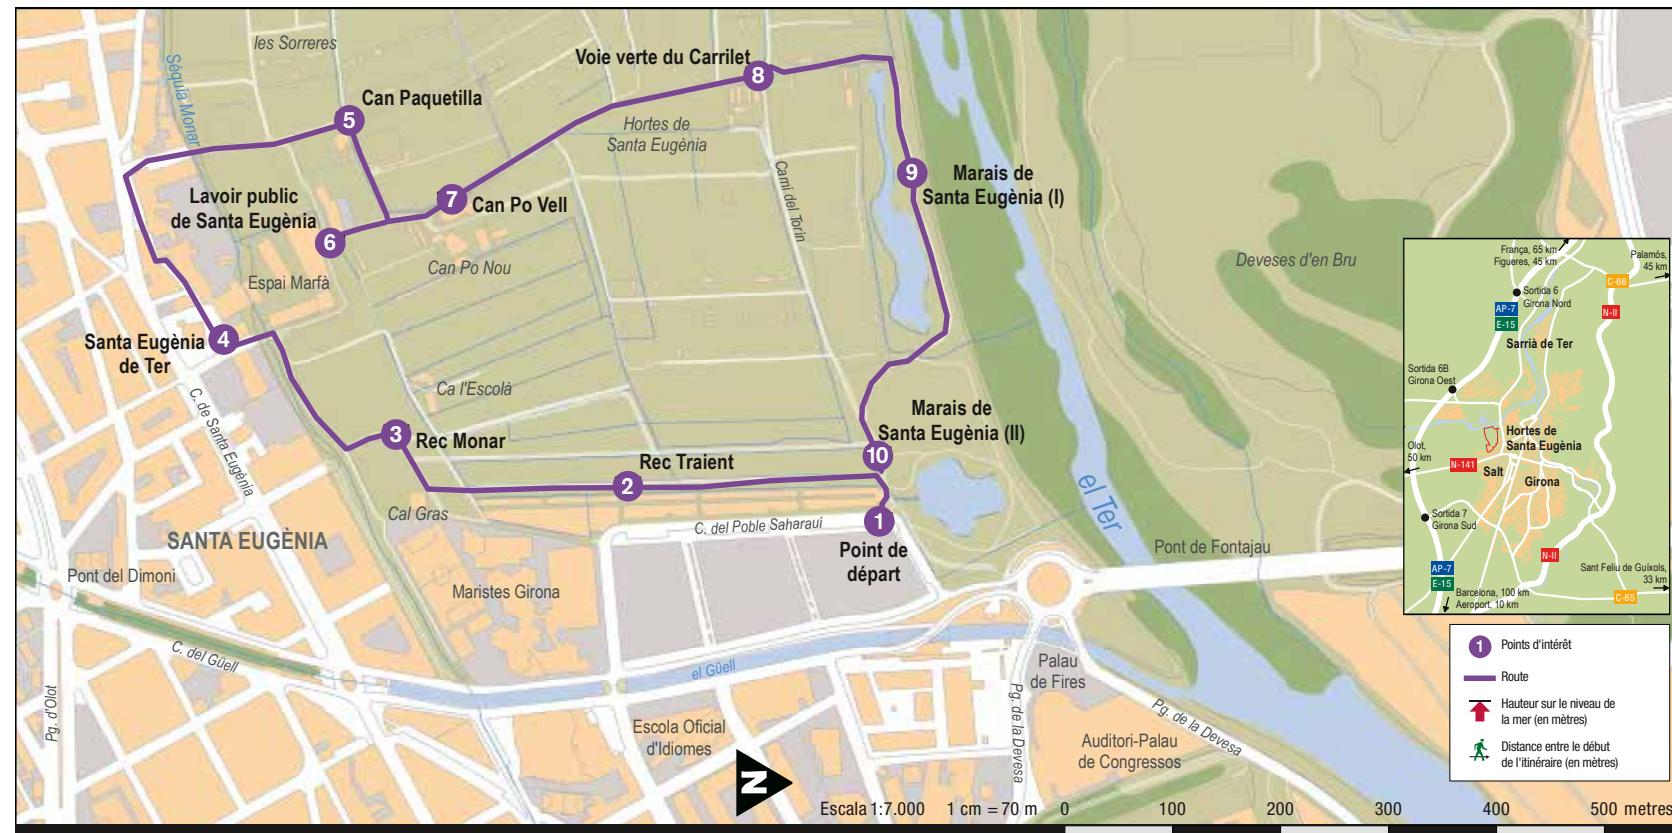 les Sorreres
Séquia Monar
Can Paquetilla
5
Voie verte du Carrilet
8
Hortes de
Santa Eugènia
Camí del Torin
Lavoir public
de Santa Eugènia
6
7
Can Po Vell
Can Po Nou
Espai Marfà
9
Marais de
Santa Eugènia (I)
Deveses d'en Bru
Santa Eugènia
de Ter
4
C. de Santa Eugènia
Ca l'Escolà
3
Rec Monar
Marais de
Santa Eugènia (II)
10
Rec Traient
2
Cal Gras
C. del Poble Saharauí
1
Point de
départ
el Ter
Pont de Fontajau
SANTA EUGÈNIA
Pont del Dimoni
Maristes Girona
C. del Güell
el Güell
Pg. d'Olot
Escola Oficial
d'Idiomes
Palau
de Fires
Pg. de la Devesa
Pg. de la Devesa
Auditori-Palau
de Congressos
N
Escala 1:7.000 1 cm = 70 m 0 100 200 300 400 500 metres
França, 65 km
Figueres, 45 km
Palamós,
45 km
C-66
Sortida 6
Girona Nord
AP-7
E-15
N-II
Sarrià de Ter
Sortida 6B
Girona Oest
Hortes de
Santa Eugènia
Olot,
50 km
N-141
Salt
Girona
Sortida 7
Girona Sud
N-II
AP-7
E-15
Sant Feliu de Guíxols,
33 km
Barcelona, 100 km
Aeroport, 10 km
C-65
1
Points d'intérêt
Route
Hauteur sur le niveau de
la mer (en mètres)
Distance entre le début
de l'itinéraire (en mètres)